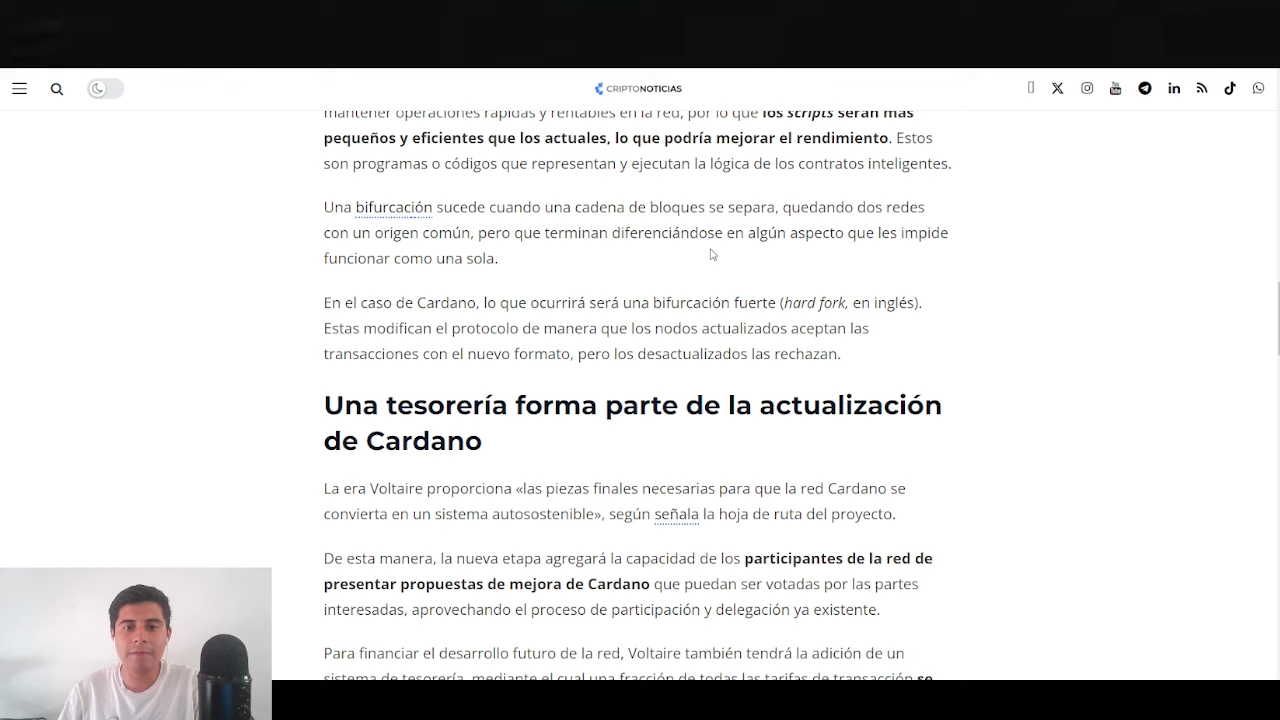 CRIPTONOTICIAS
mantener operaciones rápidas y rentables en la red, por lo que los scripts serán más
pequeños y eficientes que los actuales, lo que podría mejorar el rendimiento. Estos
son programas o códigos que representan y ejecutan la lógica de los contratos inteligentes.
Una bifurcación sucede cuando una cadena de bloques se separa, quedando dos redes
con un origen común, pero que terminan diferenciándose en algún aspecto que les impide
funcionar como una sola.
En el caso de Cardano, lo que ocurrirá será una bifurcación fuerte (hard fork, en inglés).
Estas modifican el protocolo de manera que los nodos actualizados aceptan las
transacciones con el nuevo formato, pero los desactualizados las rechazan.
Una tesorería forma parte de la actualización
de Cardano
La era Voltaire proporciona «las piezas finales necesarias para que la red Cardano se
convierta en un sistema autosostenible», según señala la hoja de ruta del proyecto.
De esta manera, la nueva etapa agregará la capacidad de los participantes de la red de
presentar propuestas de mejora de Cardano que puedan ser votadas por las partes
interesadas, aprovechando el proceso de participación y delegación ya existente.
Para financiar el desarrollo futuro de la red, Voltaire también tendrá la adición de un
sistema de tesorería, mediante el cual una fracción de todas las tarifas de transacción se